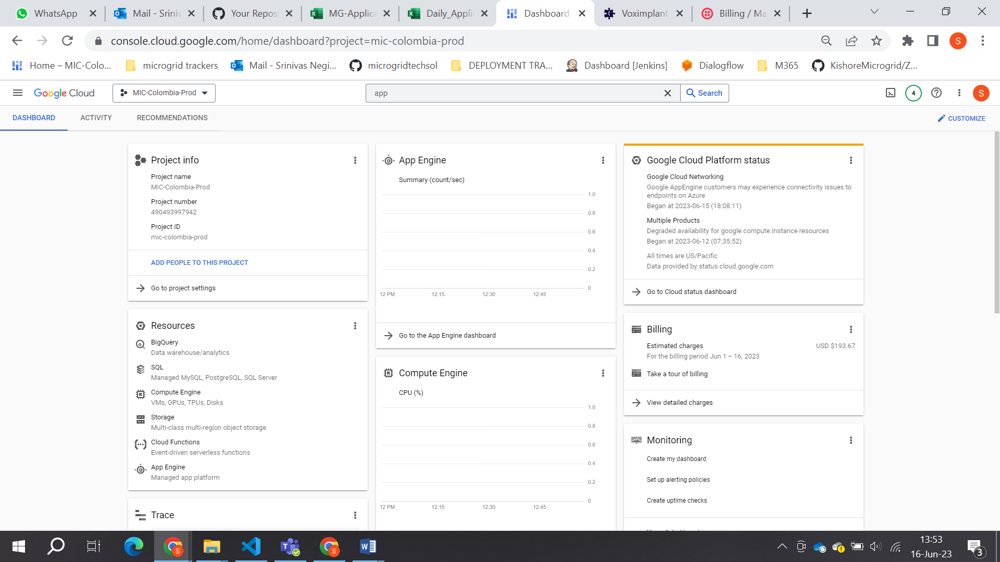 WhatsApp
Mail - Sriniv
Your Reposi
MG-Applica
Daily_Applic
Dashboard
Voximplant
Billing / Ma
console.cloud.google.com/home/dashboard?project=mic-colombia-prod
S
Home – MIC-Colo...
microgrid trackers
Mail - Srinivas Negi...
microgridtechsol
DEPLOYMENT TRA...
Dashboard [Jenkins]
Dialogflow
M365
KishoreMicrogrid/Z...
Google Cloud
MIC-Colombia-Prod
app
Search
4
S
DASHBOARD
ACTIVITY
RECOMMENDATIONS
CUSTOMIZE
Project info
Project name
MIC-Colombia-Prod
Project number
490493997942
Project ID
mic-colombia-prod
ADD PEOPLE TO THIS PROJECT
Go to project settings
Resources
BigQuery
Data warehouse/analytics
SQL
Managed MySQL, PostgreSQL, SQL Server
Compute Engine
VMs, GPUs, TPUs, Disks
Storage
Multi-class multi-region object storage
Cloud Functions
Event-driven serverless functions
App Engine
Managed app platform
Trace
App Engine
Summary (count/sec)
1.0
0.8
0.6
0.4
0.2
0
12 PM
12:15
12:30
12:45
Go to the App Engine dashboard
Compute Engine
CPU (%)
1.0
0.8
0.6
0.4
0.2
0
12 PM
12:15
12:30
12:45
Google Cloud Platform status
Google Cloud Networking
Google AppEngine customers may experience connectivity issues to
endpoints on Azure
Began at 2023-06-15 (18:08:11)
Multiple Products
Degraded availability for google.compute.Instance resources
Began at 2023-06-12 (07:35:52)
All times are US/Pacific
Data provided by status.cloud.google.com
Go to Cloud status dashboard
Billing
Estimated charges
USD $193.67
For the billing period Jun 1 – 16, 2023
Take a tour of billing
View detailed charges
Monitoring
Create my dashboard
Set up alerting policies
Create uptime checks
13:53
16-Jun-23
3